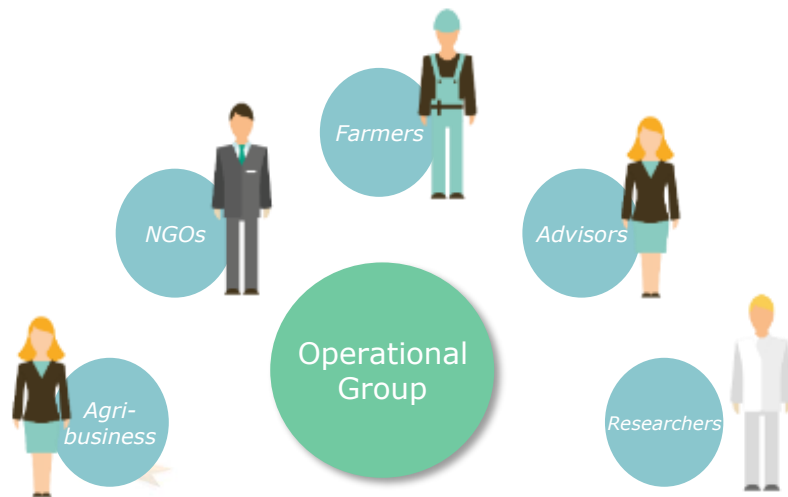 Farmers
NGOs
Advisors
Operational
Group
Agri-
business
Researchers